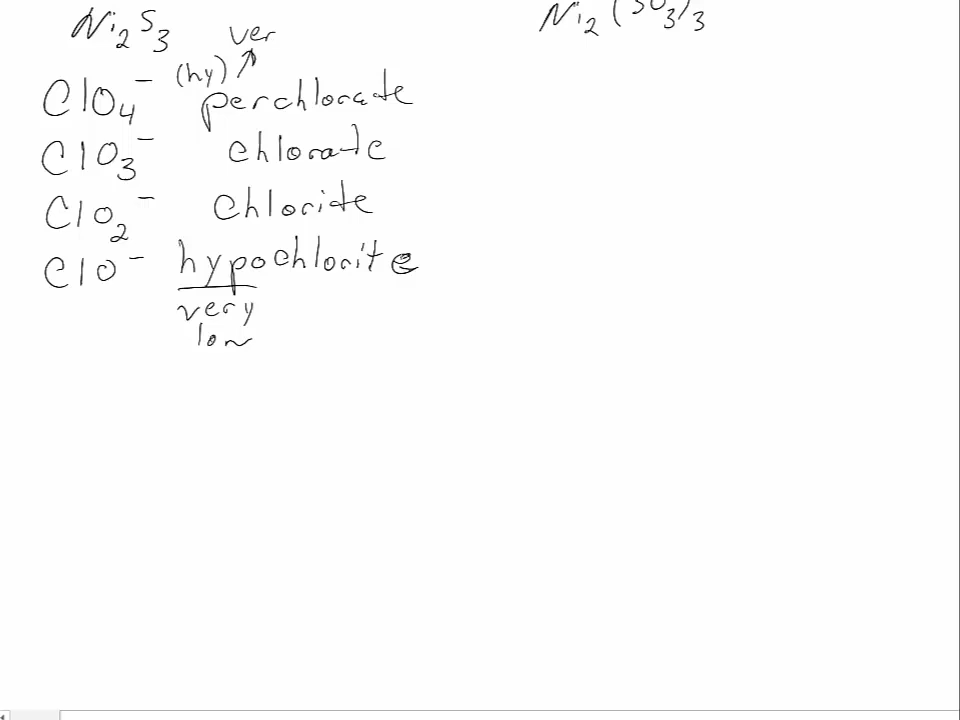 Ni₂S₃
Ni₂(SO₃)₃
ver
(hy)
ClO₄⁻ perchlorate
ClO₃⁻ chlorate
ClO₂⁻ chlorite
ClO⁻ hypochlorite
very
low